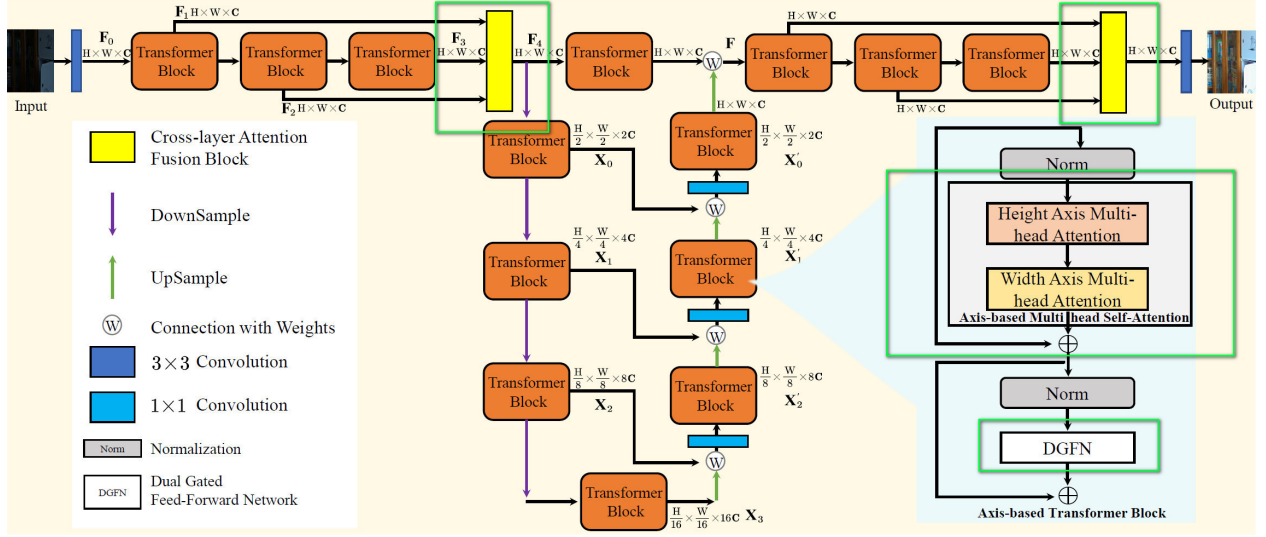 F₀
H×W×C
F₁ H×W×C
Transformer
Block
Transformer
Block
Transformer
Block
F₂ H×W×C
F₃
H×W×C
F₄
H×W×C
Transformer
Block
H×W×C
W
F
H×W×C
Transformer
Block
Transformer
Block
Transformer
Block
H×W×C
H×W×C
H×W×C
Input
Output
H×W×C
Cross-layer Attention
Fusion Block
DownSample
UpSample
W
Connection with Weights
3×3 Convolution
1×1 Convolution
Norm
Normalization
DGFN
Dual Gated
Feed-Forward Network
Transformer
Block
H/2 × W/2 ×2C
X₀
Transformer
Block
H/2 × W/2 ×2C
X₀′
W
Transformer
Block
H/4 × W/4 ×4C
X₁
Transformer
Block
H/4 × W/4 ×4C
X₁′
W
Transformer
Block
H/8 × W/8 ×8C
X₂
Transformer
Block
H/8 × W/8 ×8C
X₂′
W
Transformer
Block
H/16 × W/16 ×16C X₃
Norm
Height Axis Multi-
head Attention
Width Axis Multi-
head Attention
Axis-based Multi head Self-Attention
Norm
DGFN
Axis-based Transformer Block